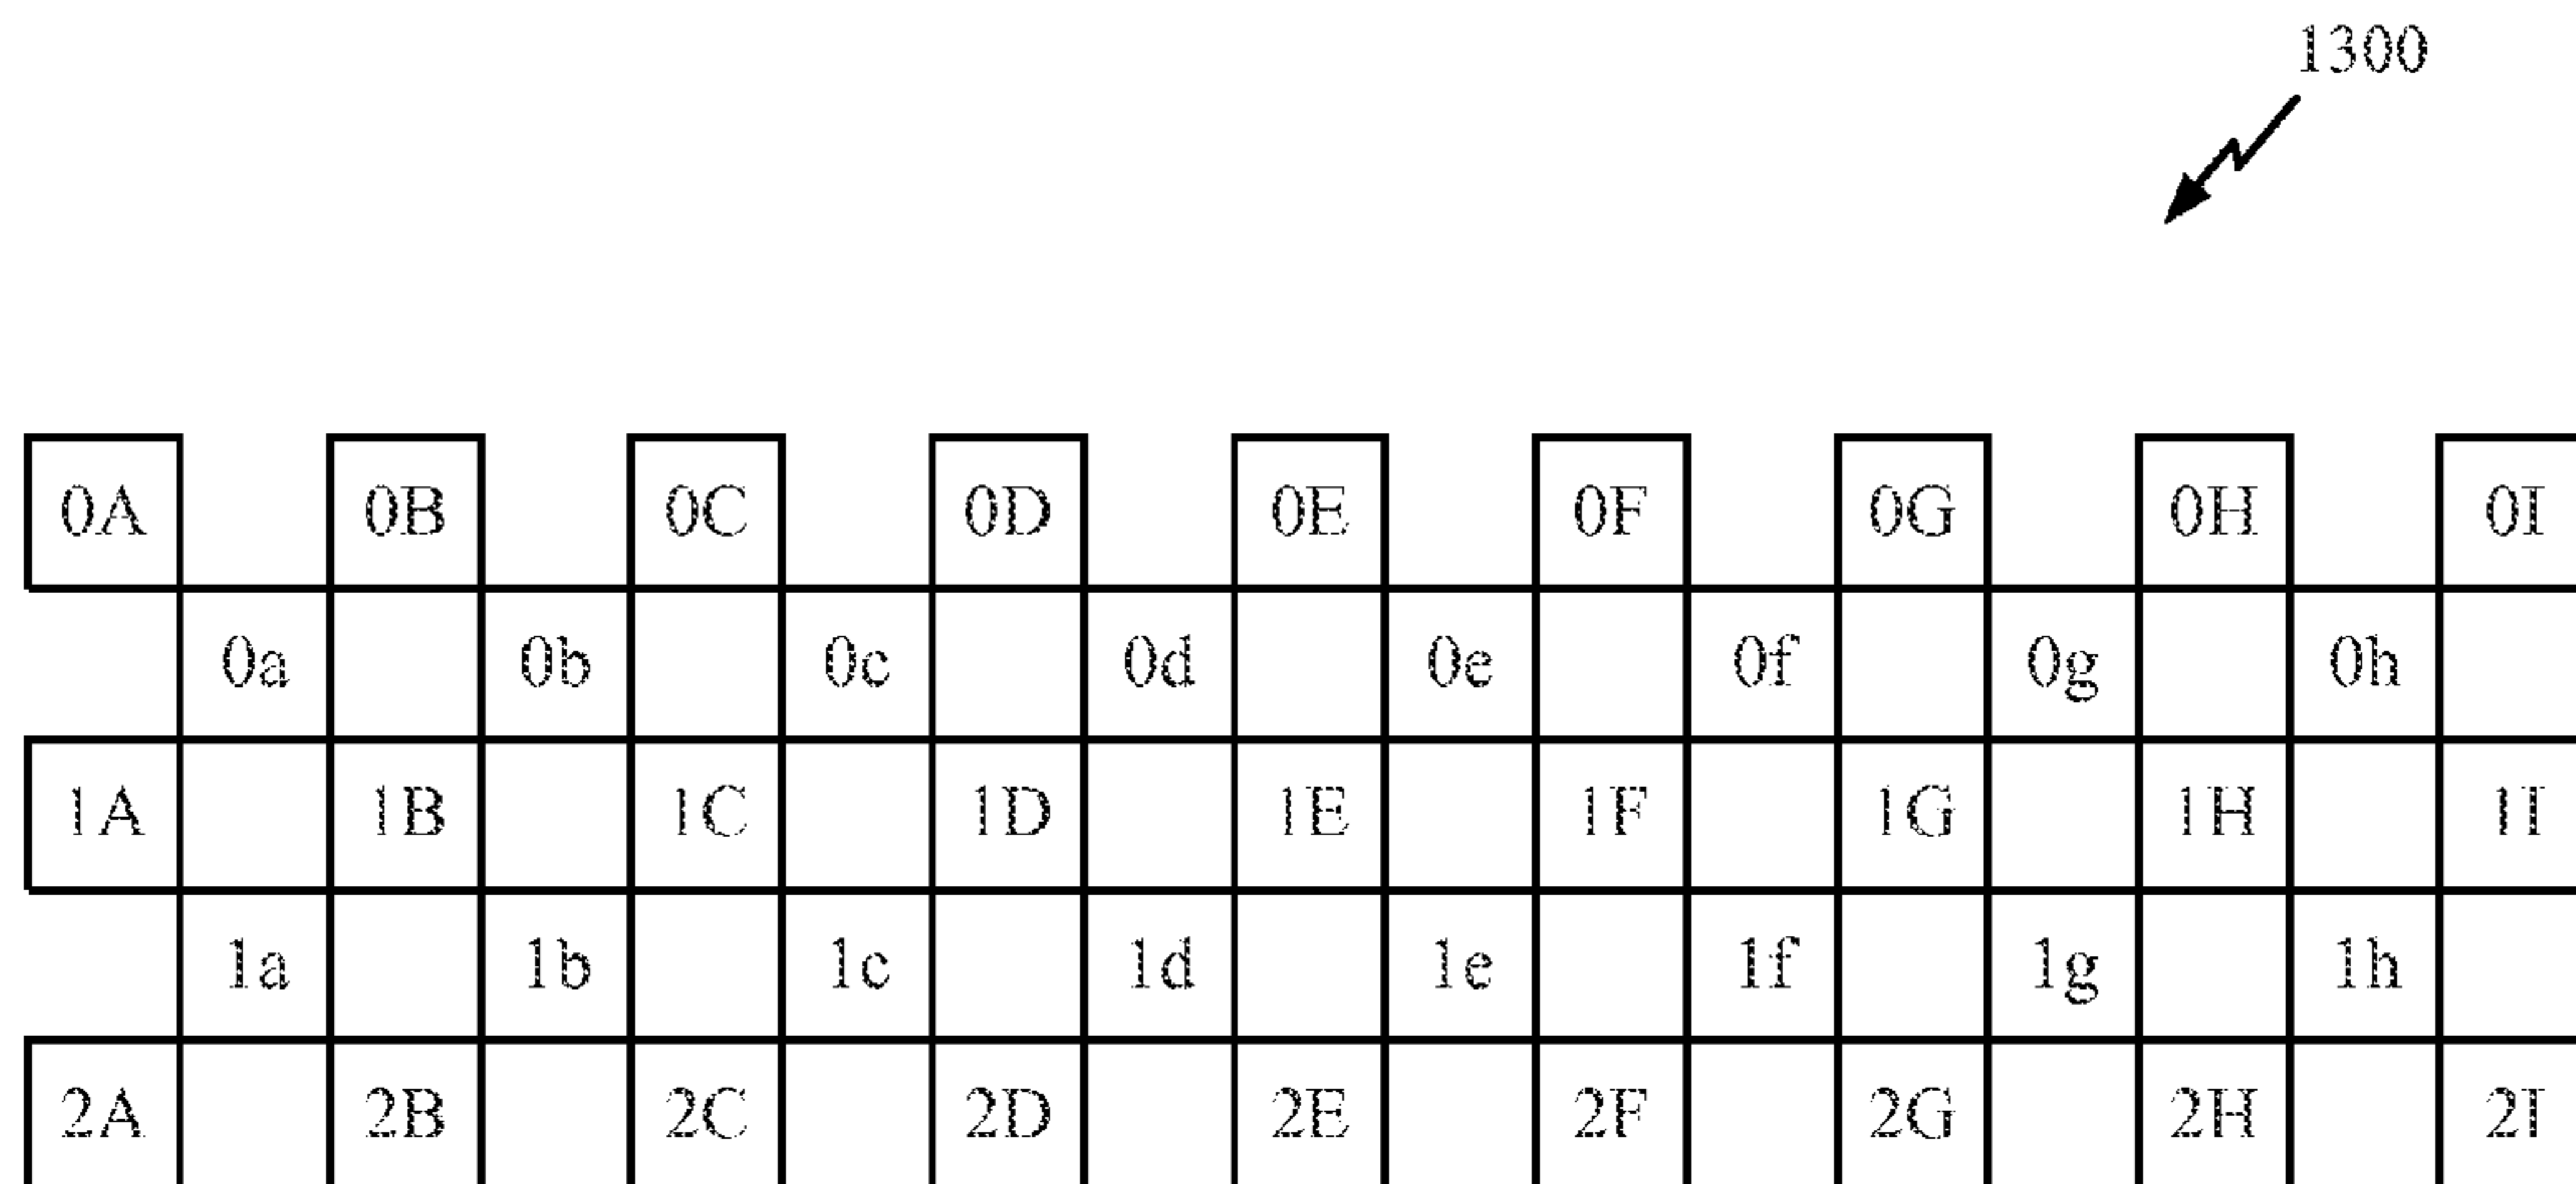 1300
0A 0B 0C 0D 0E 0F 0G 0H 0I
0a 0b 0c 0d 0e 0f 0g 0h
1A 1B 1C 1D 1E 1F 1G 1H 1I
1a 1b 1c 1d 1e 1f 1g 1h
2A 2B 2C 2D 2E 2F 2G 2H 2I